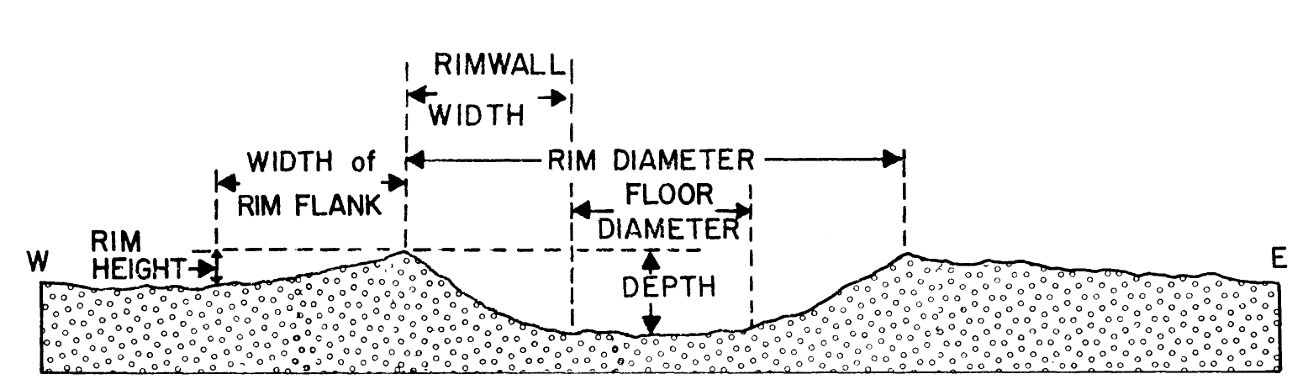 RIMWALL
WIDTH
WIDTH of
RIM FLANK
RIM DIAMETER
FLOOR
DIAMETER
RIM
HEIGHT
W
E
DEPTH